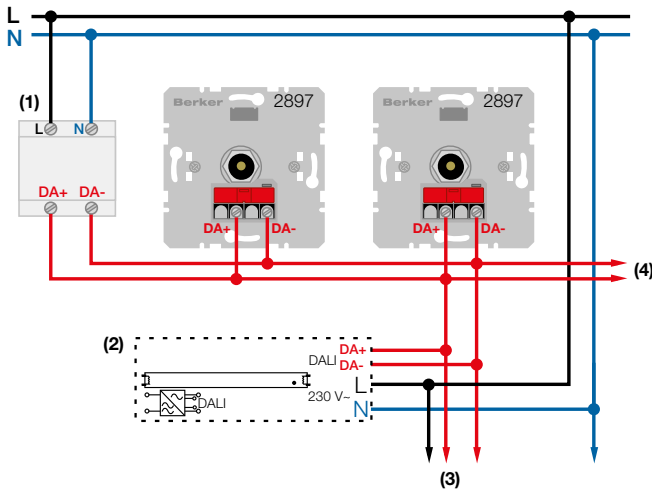 L
N
(1)
L N
DA+ DA-
Berker 2897
DA+ DA-
Berker 2897
DA+ DA-
(4)
(2)
DA+
DALI DA-
L
230 V~
N
DALI
(3)